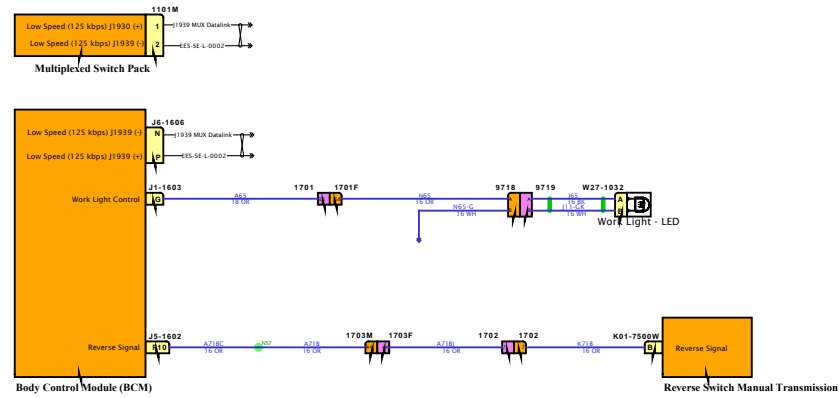 1101M
Low Speed (125 kbps) J1930 (+)
1
J1939 MUX Datalink
Low Speed (125 kbps) J1939 (-)
2
EES-SE-L-0002
Multiplexed Switch Pack
J6-1606
Low Speed (125 kbps) J1939 (-)
N
J1939 MUX Datalink
Low Speed (125 kbps) J1939 (+)
P
EES-SE-L-0002
J1-1603
1701
1701F
9718
9719
W27-1032
Work Light Control
G
A65
18 OR
N65
16 OR
A
A
J65
16 BK
A
N65-G
16 WH
J11-GK
16 WH
B
Work Light - LED
J5-1602
1703M
1703F
1702
1702
K01-7500W
Reverse Signal
F10
A718C
16 OR
N57
A718
16 OR
A718J
16 OR
K718
16 OR
B
Reverse Signal
Body Control Module (BCM)
Reverse Switch Manual Transmission